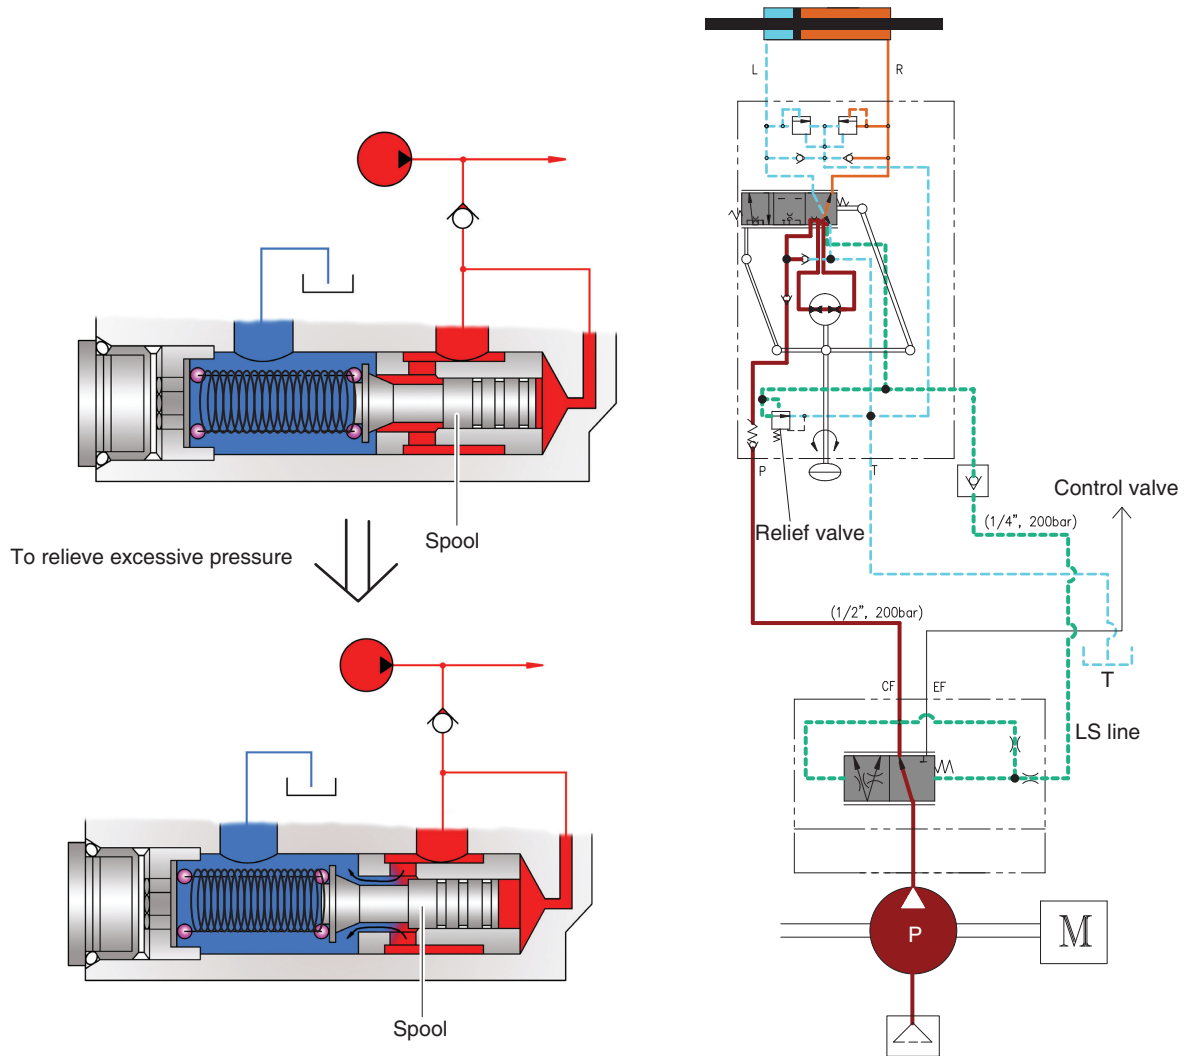 Spool
To relieve excessive pressure
Spool
L
R
P
T
Relief valve
Control valve
(1/4", 200bar)
(1/2", 200bar)
T
CF
EF
LS line
P
M